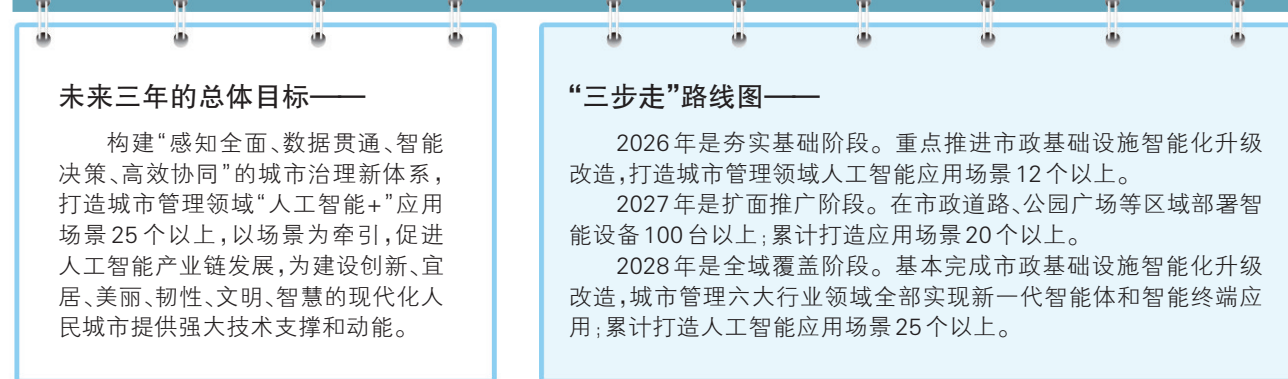 未来三年的总体目标——
构建“感知全面、数据贯通、智能
决策、高效协同”的城市治理新体系，
打造城市管理领域“人工智能+”应用
场景25个以上，以场景为牵引，促进
人工智能产业链发展，为建设创新、宜
居、美丽、韧性、文明、智慧的现代化人
民城市提供强大技术支撑和动能。
“三步走”路线图——
2026年是夯实基础阶段。重点推进市政基础设施智能化升级
改造，打造城市管理领域人工智能应用场景12个以上。
2027年是扩面推广阶段。在市政道路、公园广场等区域部署智
能设备100台以上；累计打造应用场景20个以上。
2028年是全域覆盖阶段。基本完成市政基础设施智能化升级
改造，城市管理六大行业领域全部实现新一代智能体和智能终端应
用；累计打造人工智能应用场景25个以上。